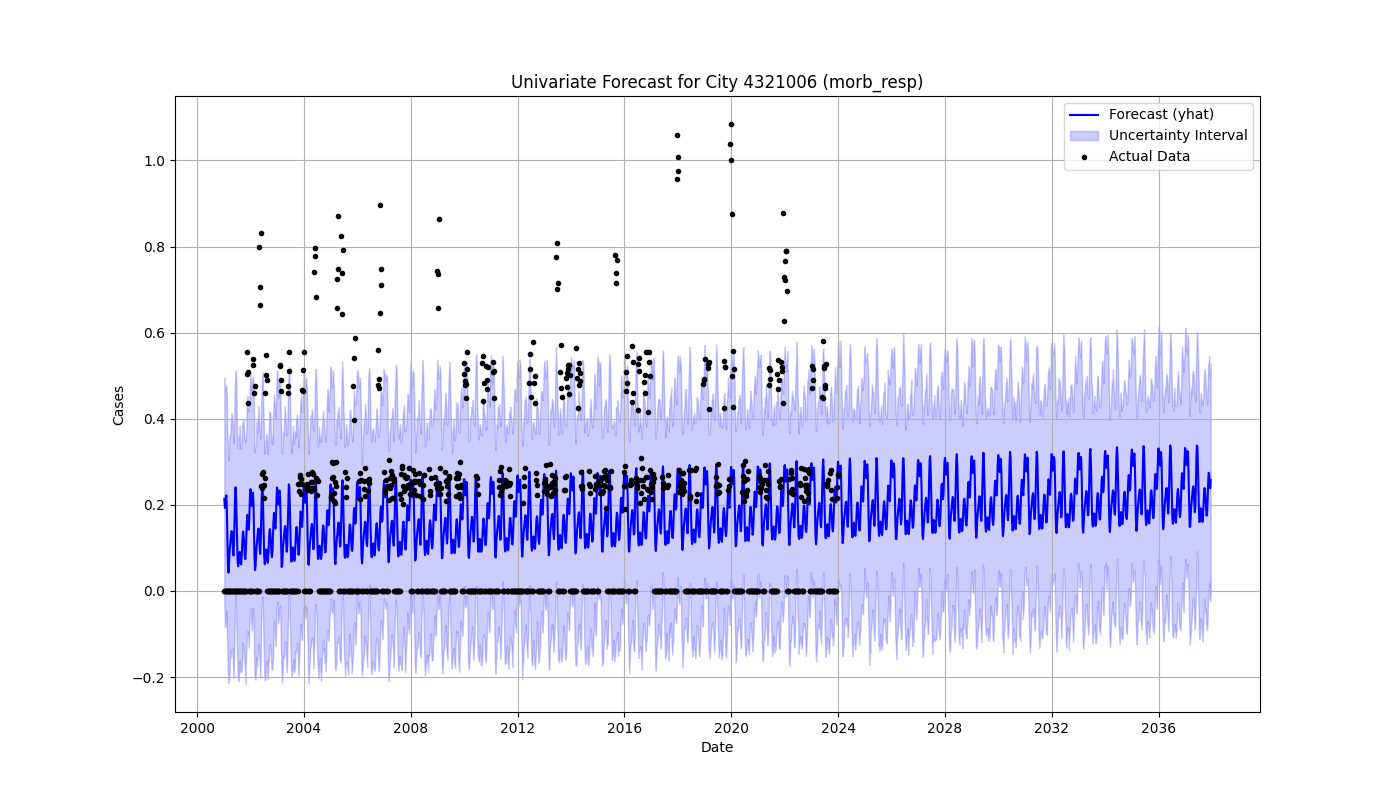 Univariate Forecast for City 4321006 (morb_resp)
Forecast (yhat)
Uncertainty Interval
Actual Data
Cases
1.0
0.8
0.6
0.4
0.2
0.0
−0.2
2000 2004 2008 2012 2016 2020 2024 2028 2032 2036
Date